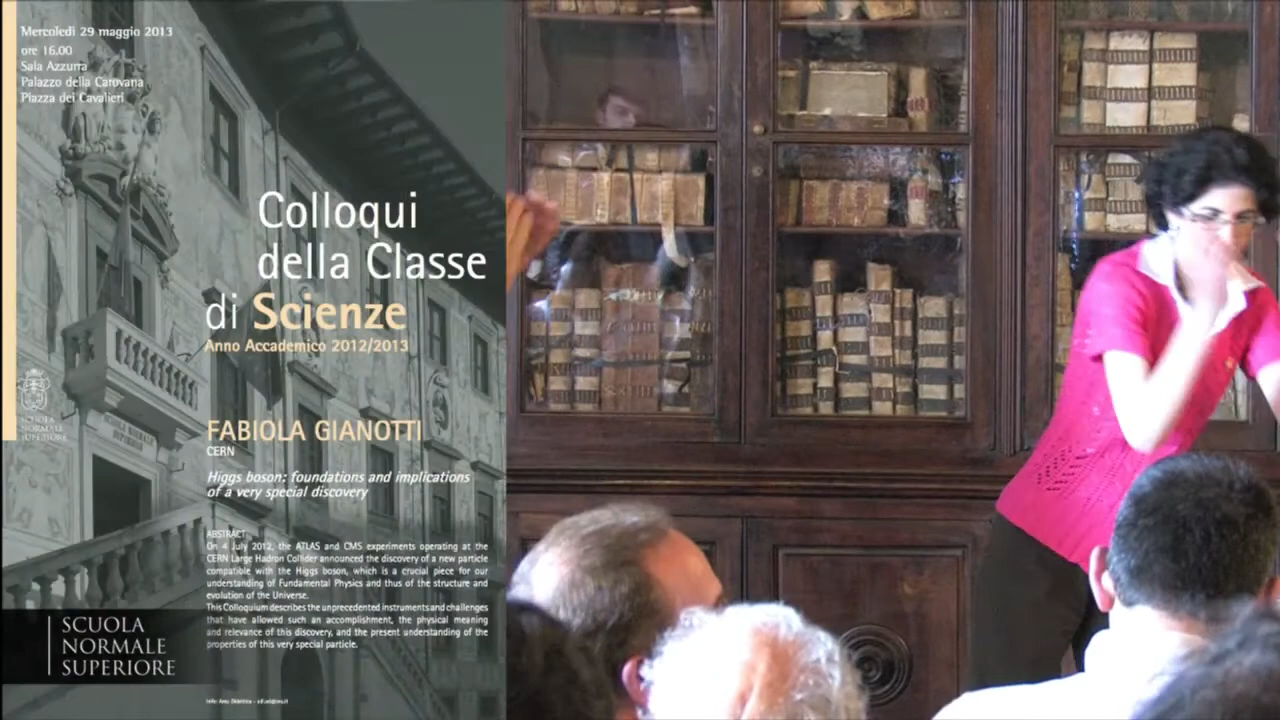 Mercoledì 29 maggio 2013
ore 16.00
Sala Azzurra
Palazzo della Carovana
Piazza dei Cavalieri
Colloqui
della Classe
di Scienze
Anno Accademico 2012/2013
SCUOLA
NORMALE
SUPERIORE
SCUOLA NORMALE
SUPERIORE
FABIOLA GIANOTTI
CERN
Higgs boson: foundations and implications
of a very special discovery
ABSTRACT
On 4 July 2012, the ATLAS and CMS experiments operating at the
CERN Large Hadron Collider announced the discovery of a new particle
compatible with the Higgs boson, which is a crucial piece for our
understanding of Fundamental Physics and thus of the structure and
evolution of the Universe.
This Colloquium describes the unprecedented instruments and challenges
that have allowed such an accomplishment, the physical meaning
and relevance of this discovery, and the present understanding of the
properties of this very special particle.
SCUOLA
NORMALE
SUPERIORE